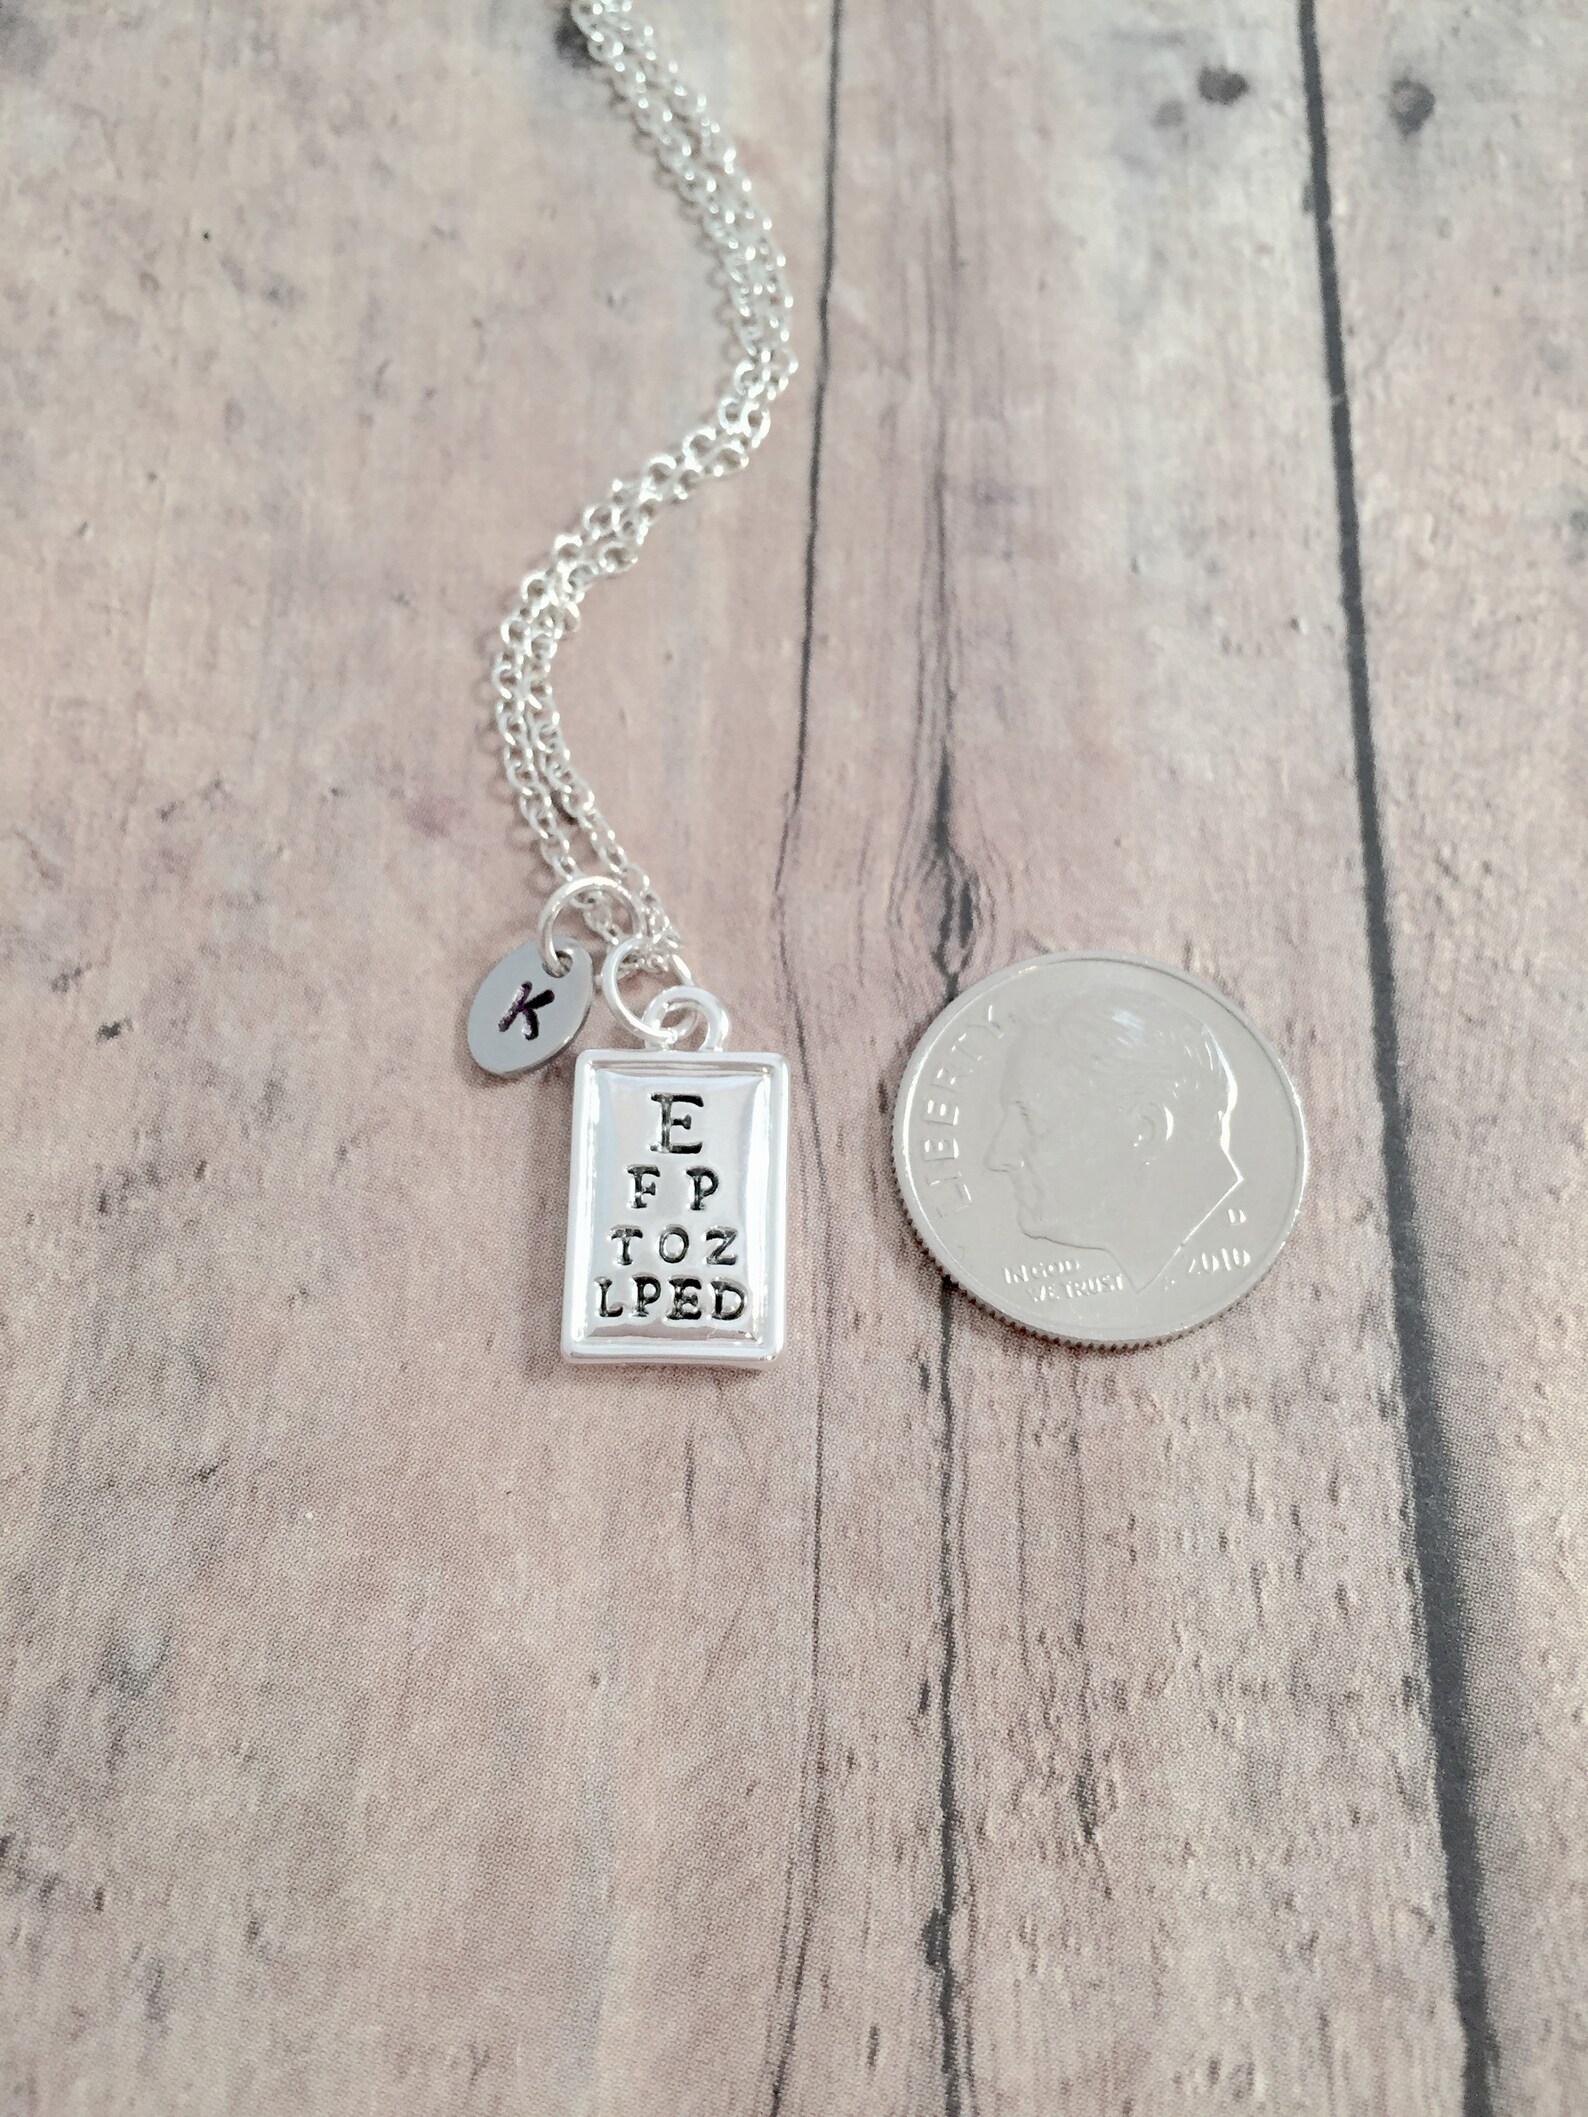 K
E
F P
T O Z
L P E D
LIBERTY
IN GOD
WE TRUST
D
2010